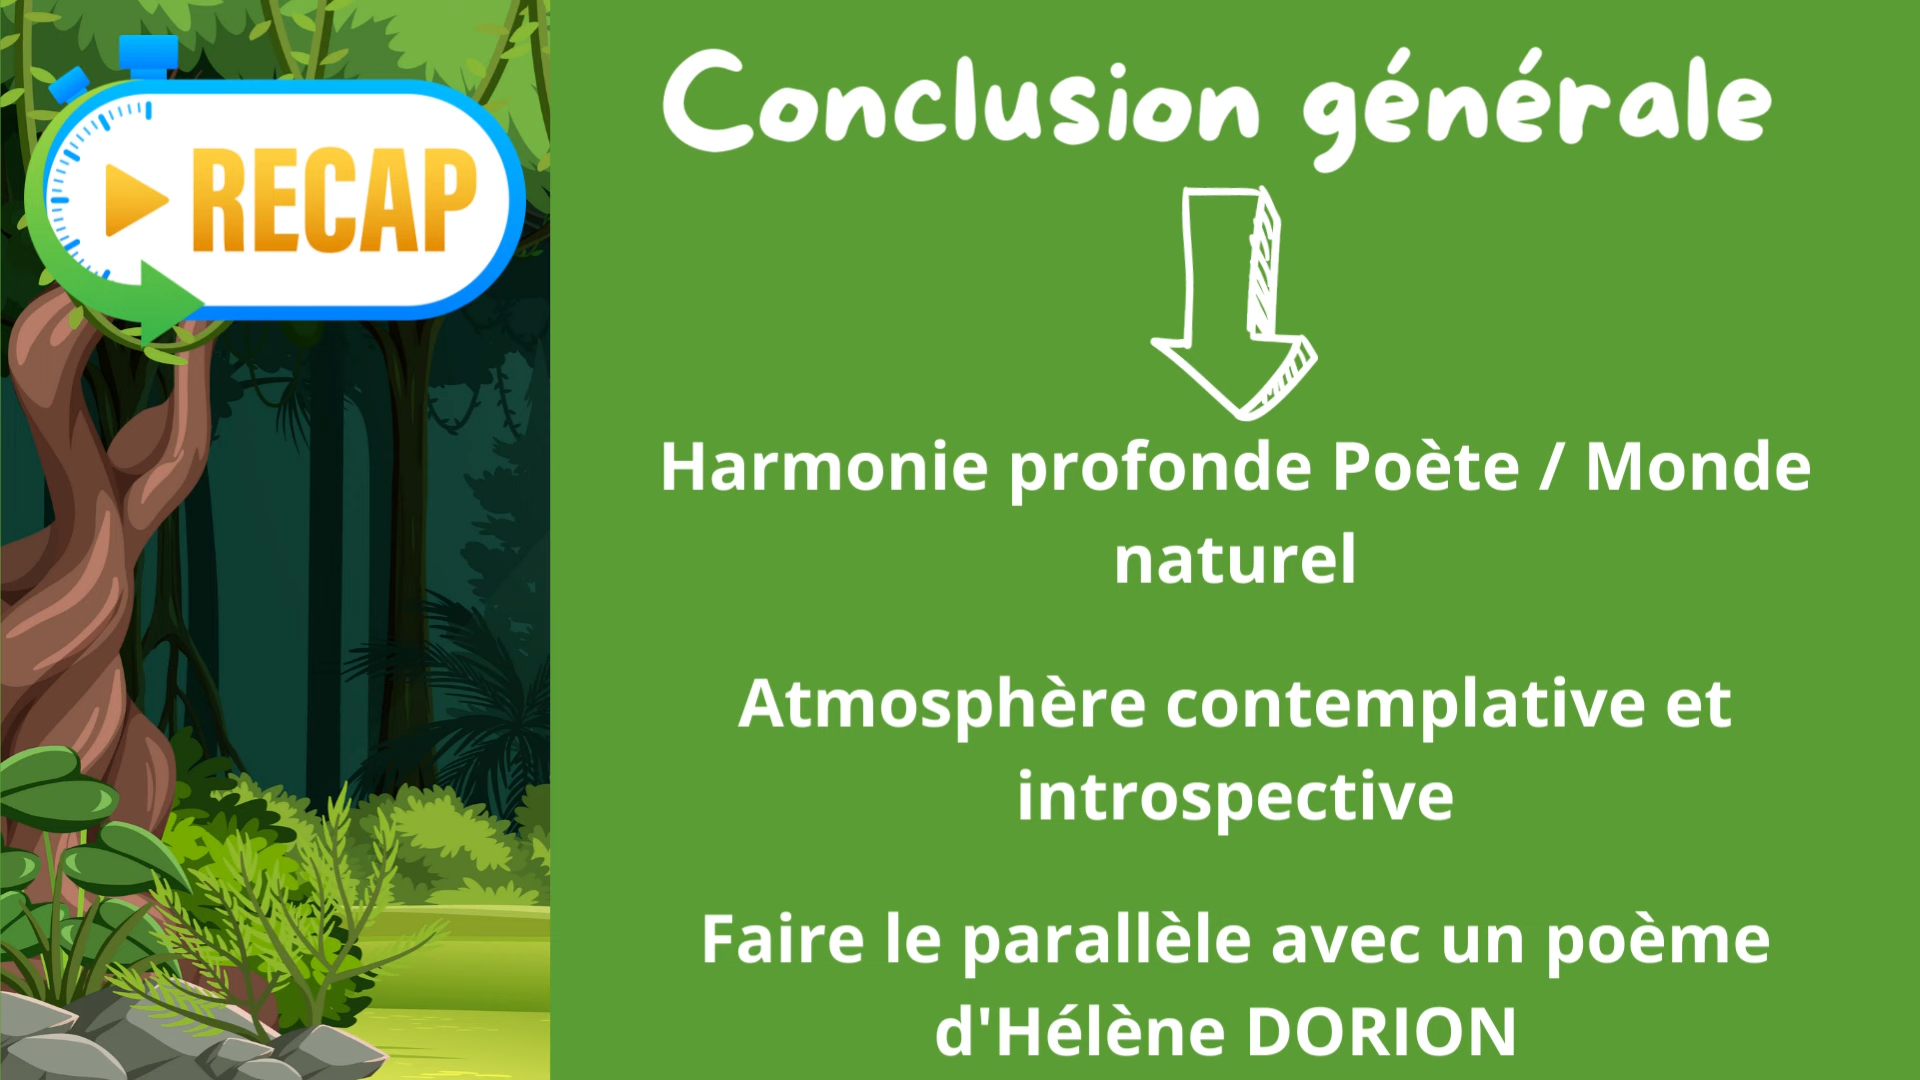 RECAP
Conclusion générale
Harmonie profonde Poète / Monde
naturel
Atmosphère contemplative et
introspective
Faire le parallèle avec un poème
d'Hélène DORION